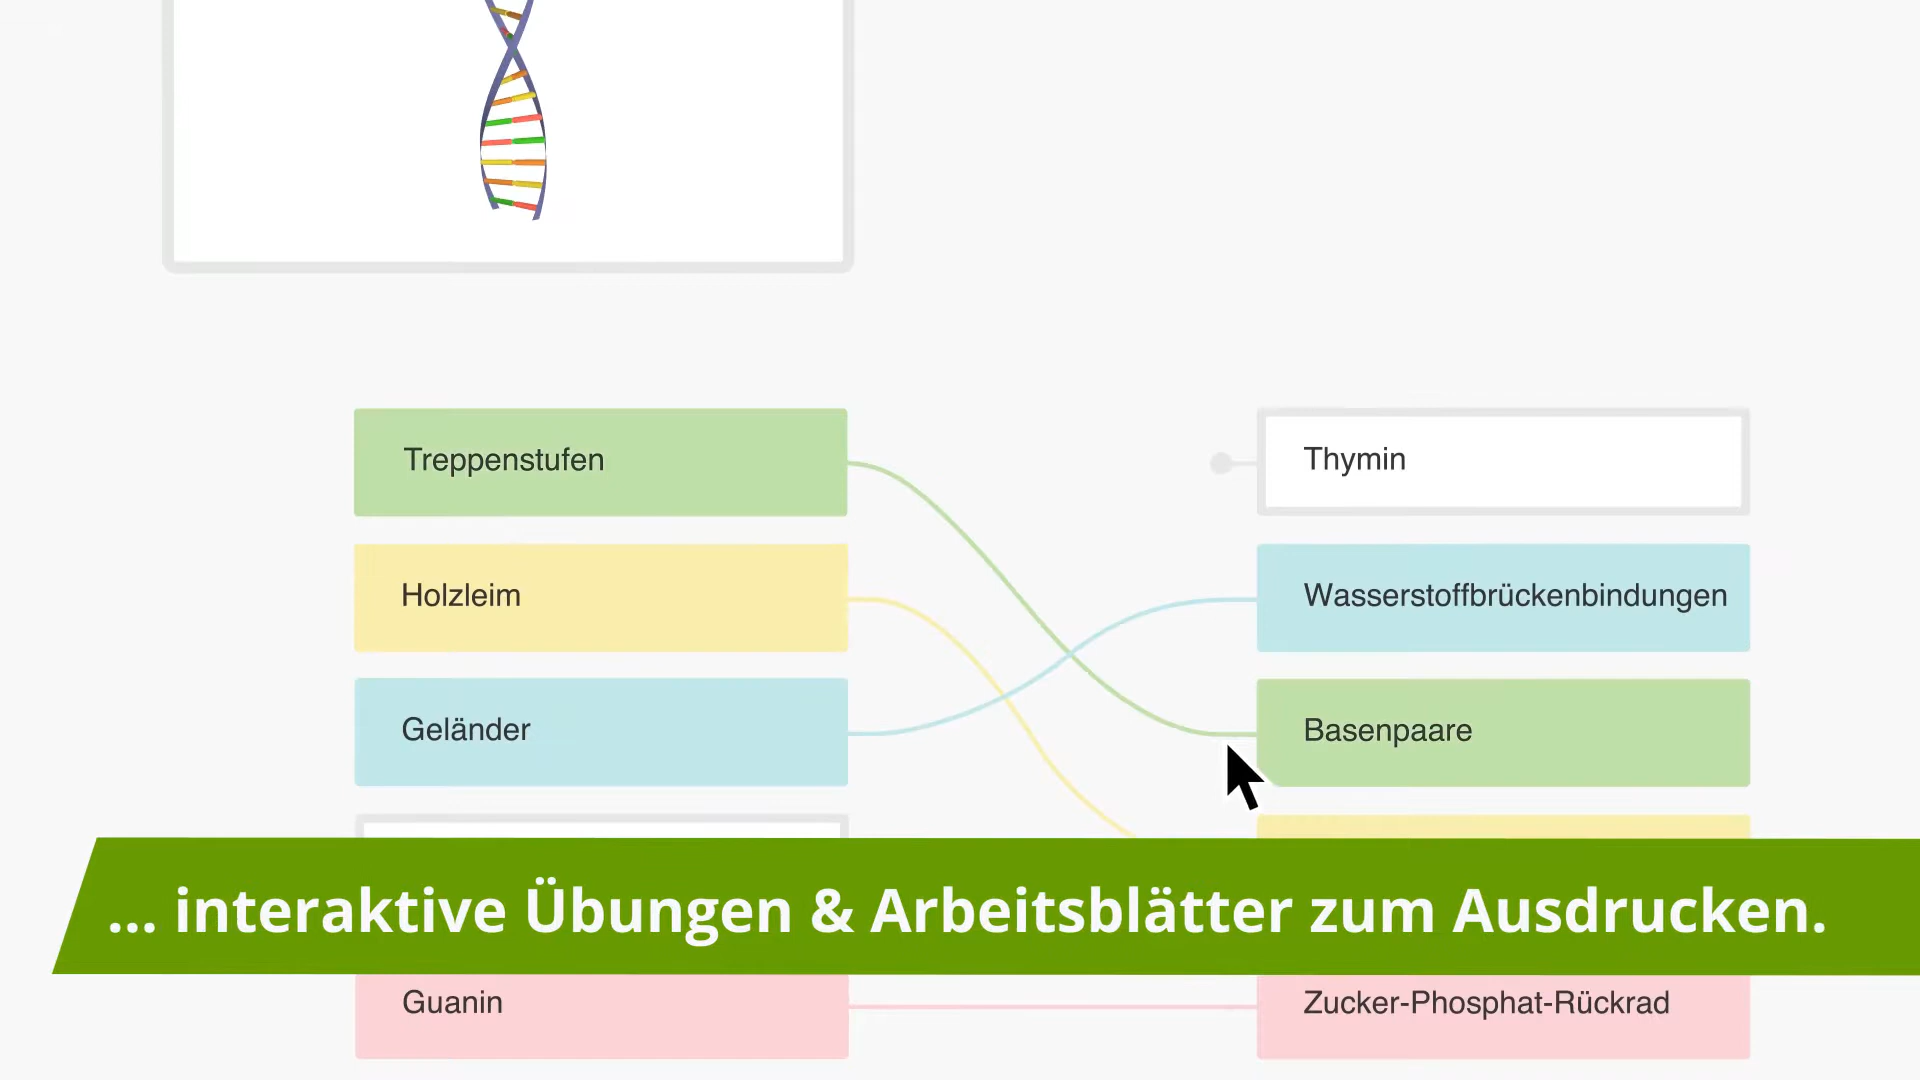 Treppenstufen
Thymin
Holzleim
Wasserstoffbrückenbindungen
Geländer
Basenpaare
... interaktive Übungen & Arbeitsblätter zum Ausdrucken.
Guanin
Zucker-Phosphat-Rückrad